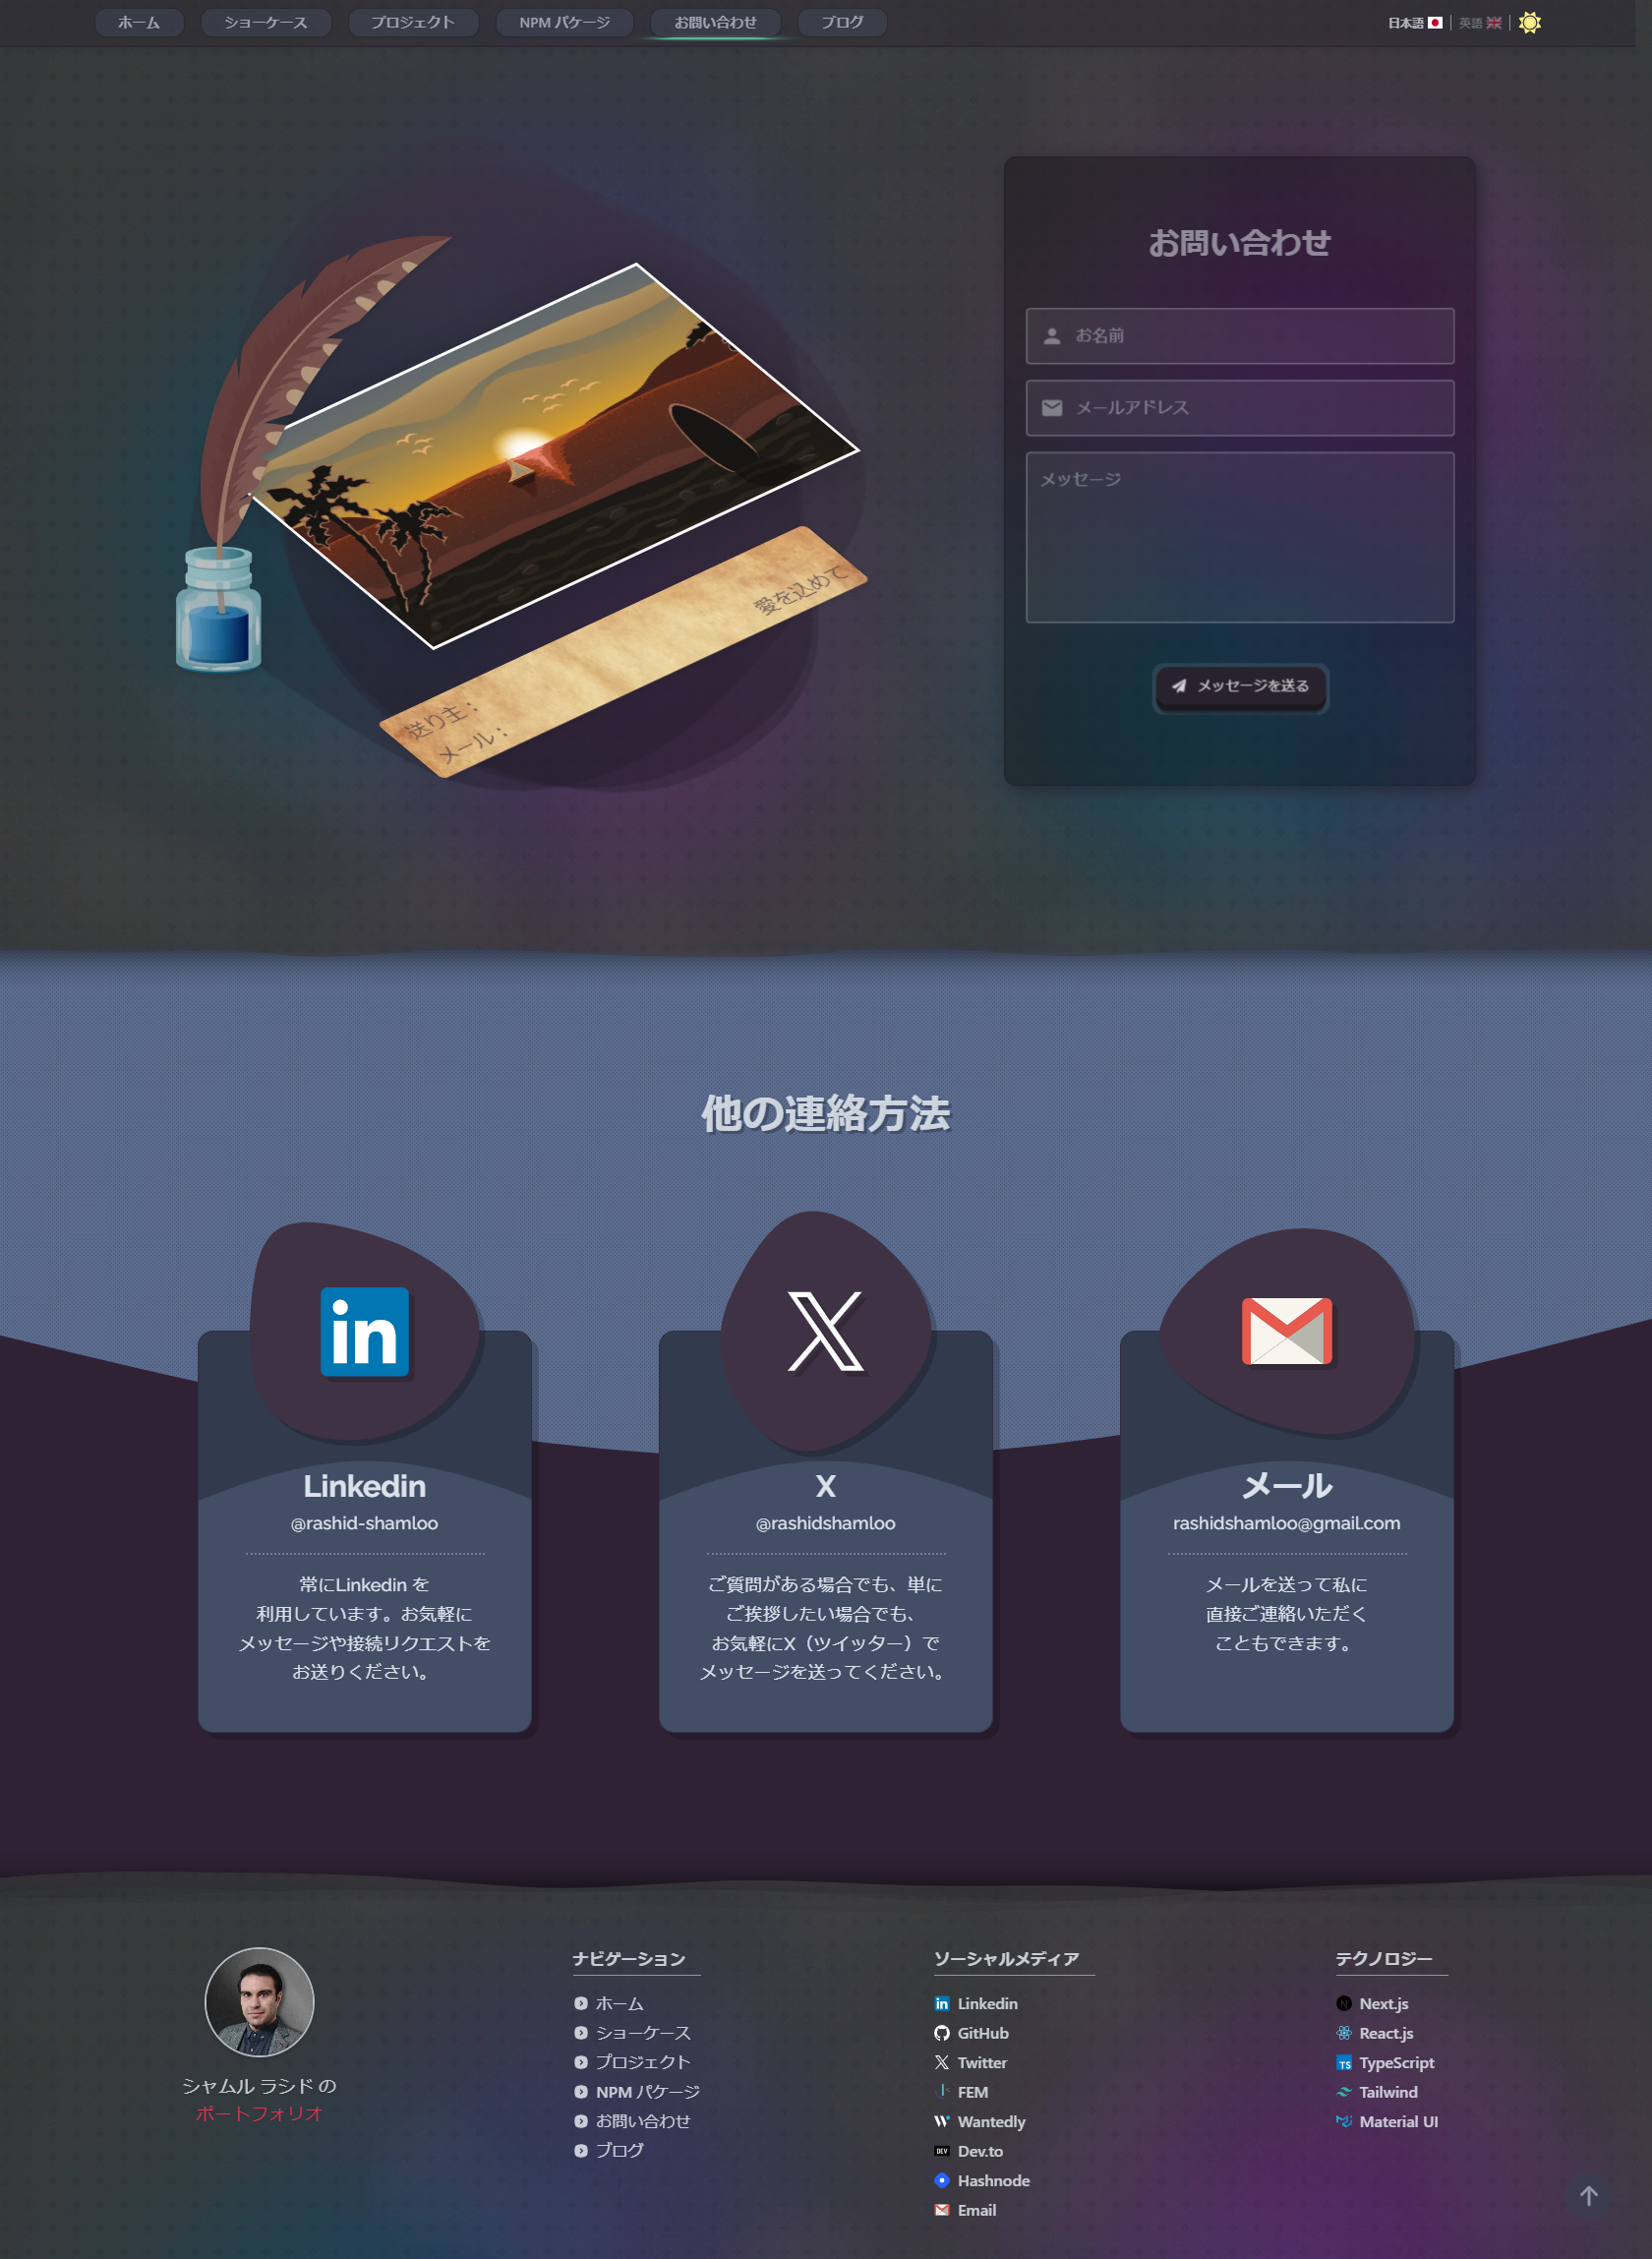 ホーム
ショーケース
プロジェクト
NPM パケージ
お問い合わせ
ブログ
日本語
英語
お問い合わせ
お名前
メールアドレス
メッセージ
メッセージを送る
愛を込めて
送り主：
メール：
他の連絡方法
Linkedin
@rashid-shamloo
常にLinkedin を
利用しています。お気軽に
メッセージや接続リクエストを
お送りください。
X
@rashidshamloo
ご質問がある場合でも、単に
ご挨拶したい場合でも、
お気軽にX（ツイッター）で
メッセージを送ってください。
メール
rashidshamloo@gmail.com
メールを送って私に
直接ご連絡いただく
こともできます。
シャムル ラシド の
ポートフォリオ
ナビゲーション
ホーム
ショーケース
プロジェクト
NPM パケージ
お問い合わせ
ブログ
ソーシャルメディア
Linkedin
GitHub
Twitter
FEM
Wantedly
Dev.to
Hashnode
Email
テクノロジー
Next.js
React.js
TypeScript
Tailwind
Material UI